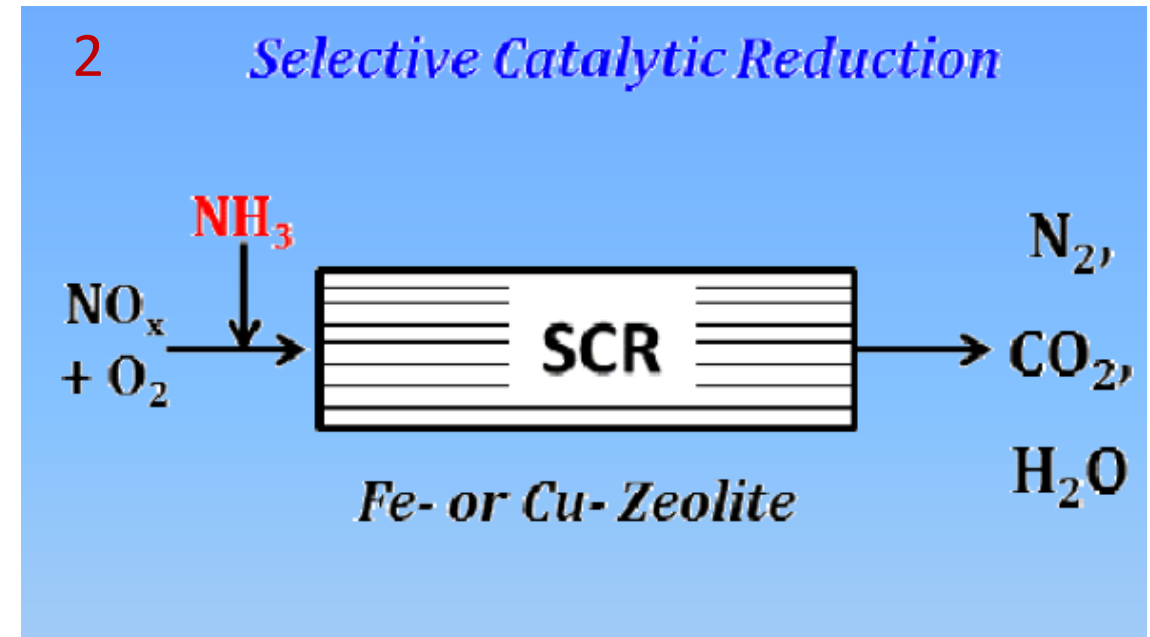 2
Selective Catalytic Reduction
NH₃
NOₓ
+ O₂
SCR
N₂,
CO₂,
H₂O
Fe- or Cu- Zeolite